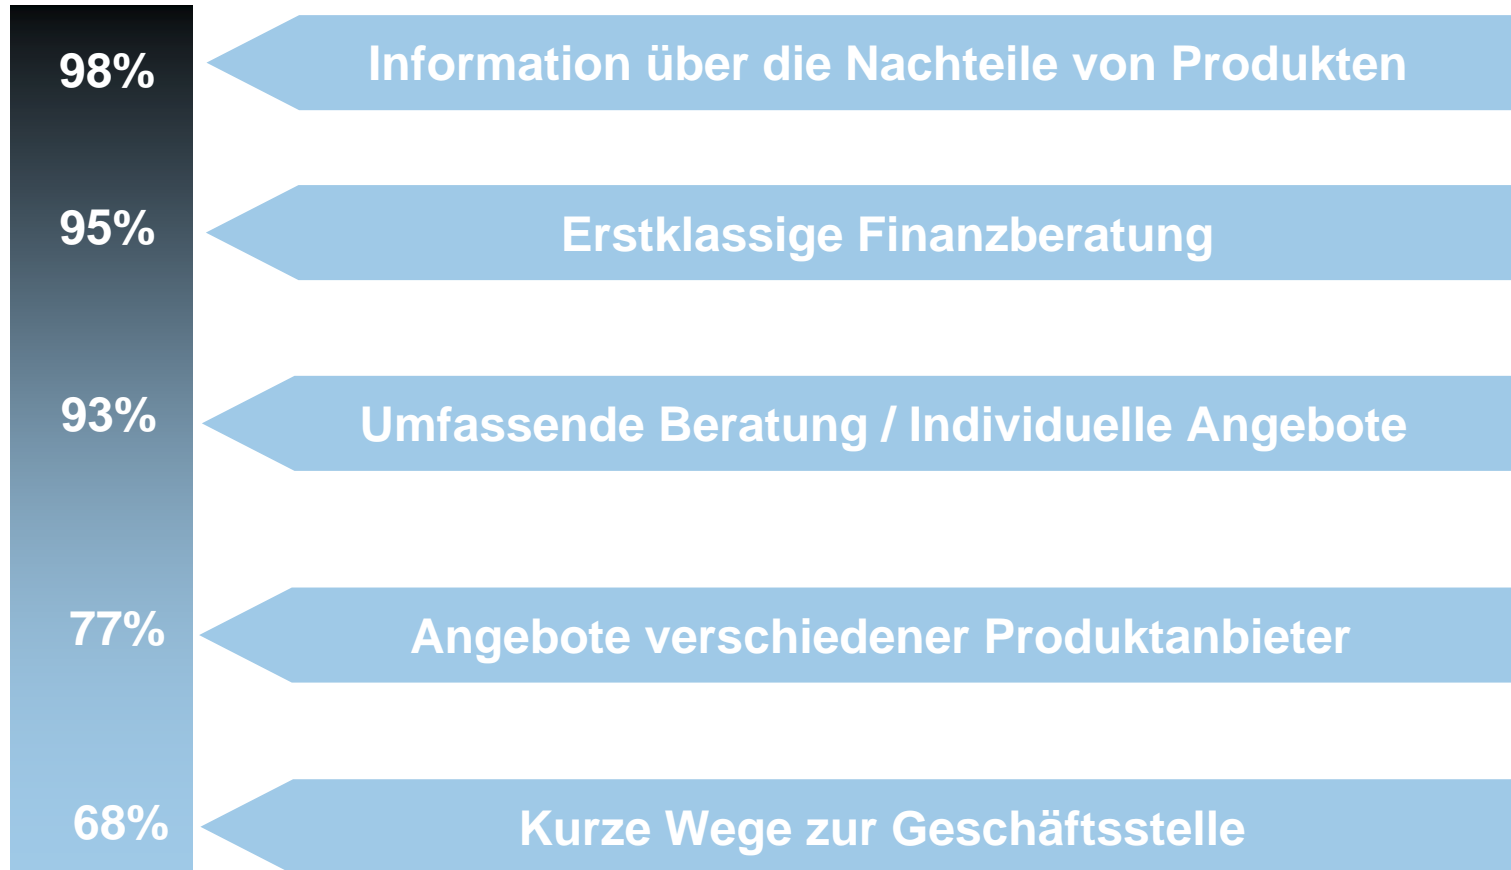 98% Information über die Nachteile von Produkten
95% Erstklassige Finanzberatung
93% Umfassende Beratung / Individuelle Angebote
77% Angebote verschiedener Produktanbieter
68% Kurze Wege zur Geschäftsstelle